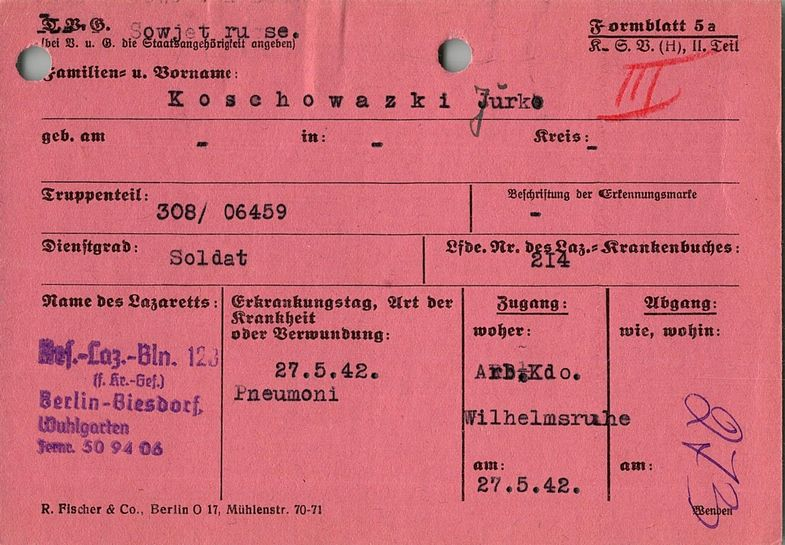 Sowjet ru se.
(bei V. u. G. die Staatsangehörigkeit angeben)
Formblatt 5a
K. S. V. (H), II. Teil
III
Familien= u. Vorname:
Koschowazki Jurko
geb. am - in: - Kreis: -
Truppenteil: 308/ 06459
Beschriftung der Erkennungsmarke
-
Dienstgrad: Soldat
Lfde. Nr. des Laz.= Krankenbuches:
214
Name des Lazaretts:
Ref.-Laz.-Bln. 128
(f. Kr.-Gef.)
Berlin-Biesdorf,
Wuhlgarten
Fernr. 50 94 06
Erkrankungstag, Art der
Krankheit
oder Verwundung:
27.5.42.
Pneumoni
Zugang:
woher:
Arb.Kdo.
Wilhelmsruhe
am:
27.5.42.
Abgang:
wie, wohin:
am:
R. Fischer & Co., Berlin O 17, Mühlenstr. 70-71
Wenden